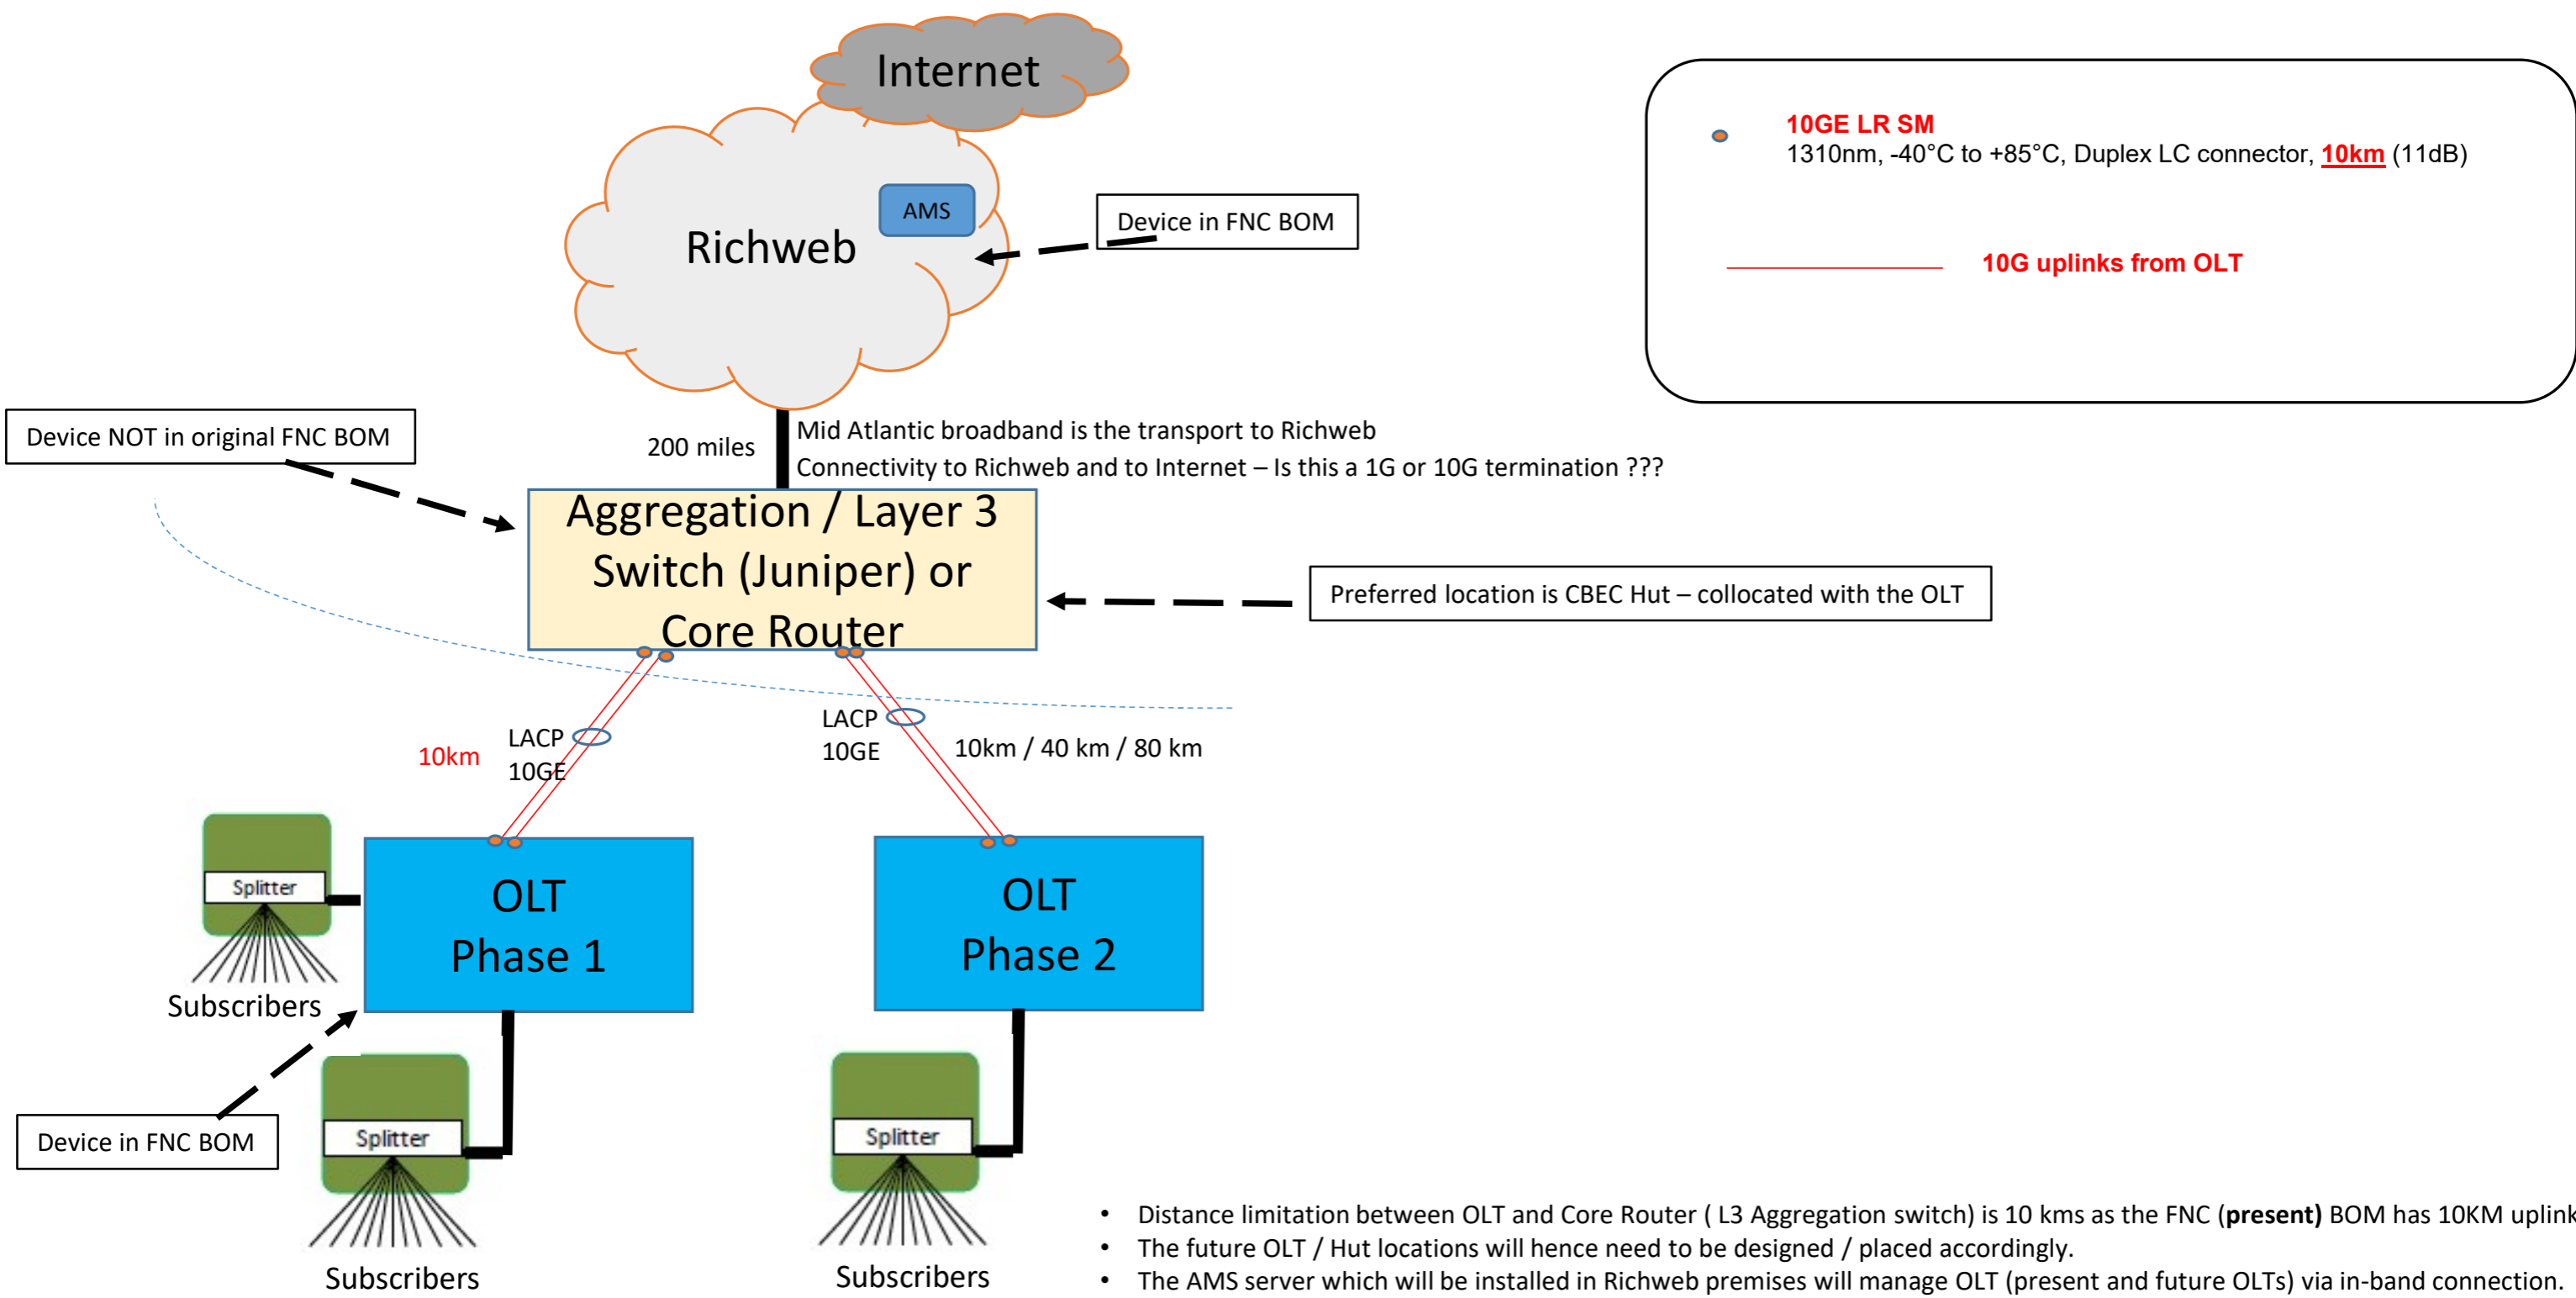 Internet
10GE LR SM
1310nm, -40°C to +85°C, Duplex LC connector, 10km (11dB)
AMS
Device in FNC BOM
Richweb
10G uplinks from OLT
Device NOT in original FNC BOM
200 miles
Mid Atlantic broadband is the transport to Richweb
Connectivity to Richweb and to Internet – Is this a 1G or 10G termination ???
Aggregation / Layer 3
Switch (Juniper) or
Core Router
Preferred location is CBEC Hut – collocated with the OLT
10km
LACP
10GE
LACP
10GE
10km / 40 km / 80 km
Splitter
Subscribers
OLT
Phase 1
OLT
Phase 2
Device in FNC BOM
Splitter
Subscribers
Splitter
Subscribers
• Distance limitation between OLT and Core Router ( L3 Aggregation switch) is 10 kms as the FNC (present) BOM has 10KM uplink
• The future OLT / Hut locations will hence need to be designed / placed accordingly.
• The AMS server which will be installed in Richweb premises will manage OLT (present and future OLTs) via in-band connection.